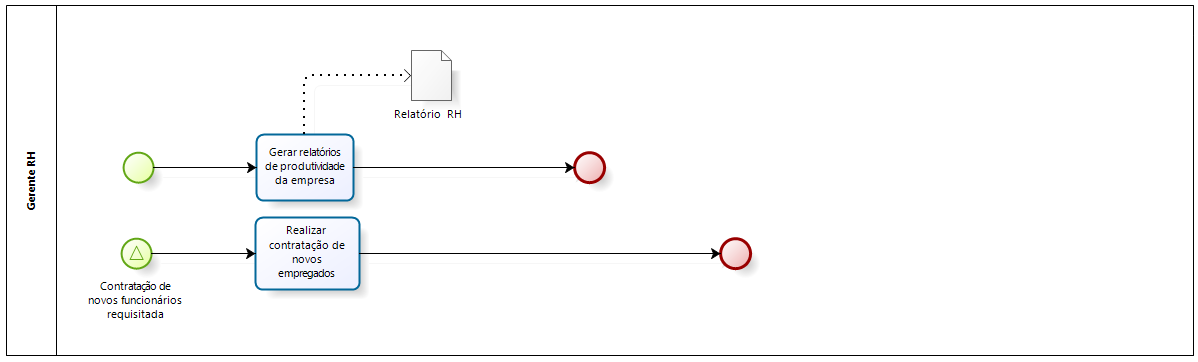 Gerente RH
Relatório RH
Gerar relatórios
de produtividade
da empresa
Realizar
contratação de
novos
empregados
Contratação de
novos funcionários
requisitada